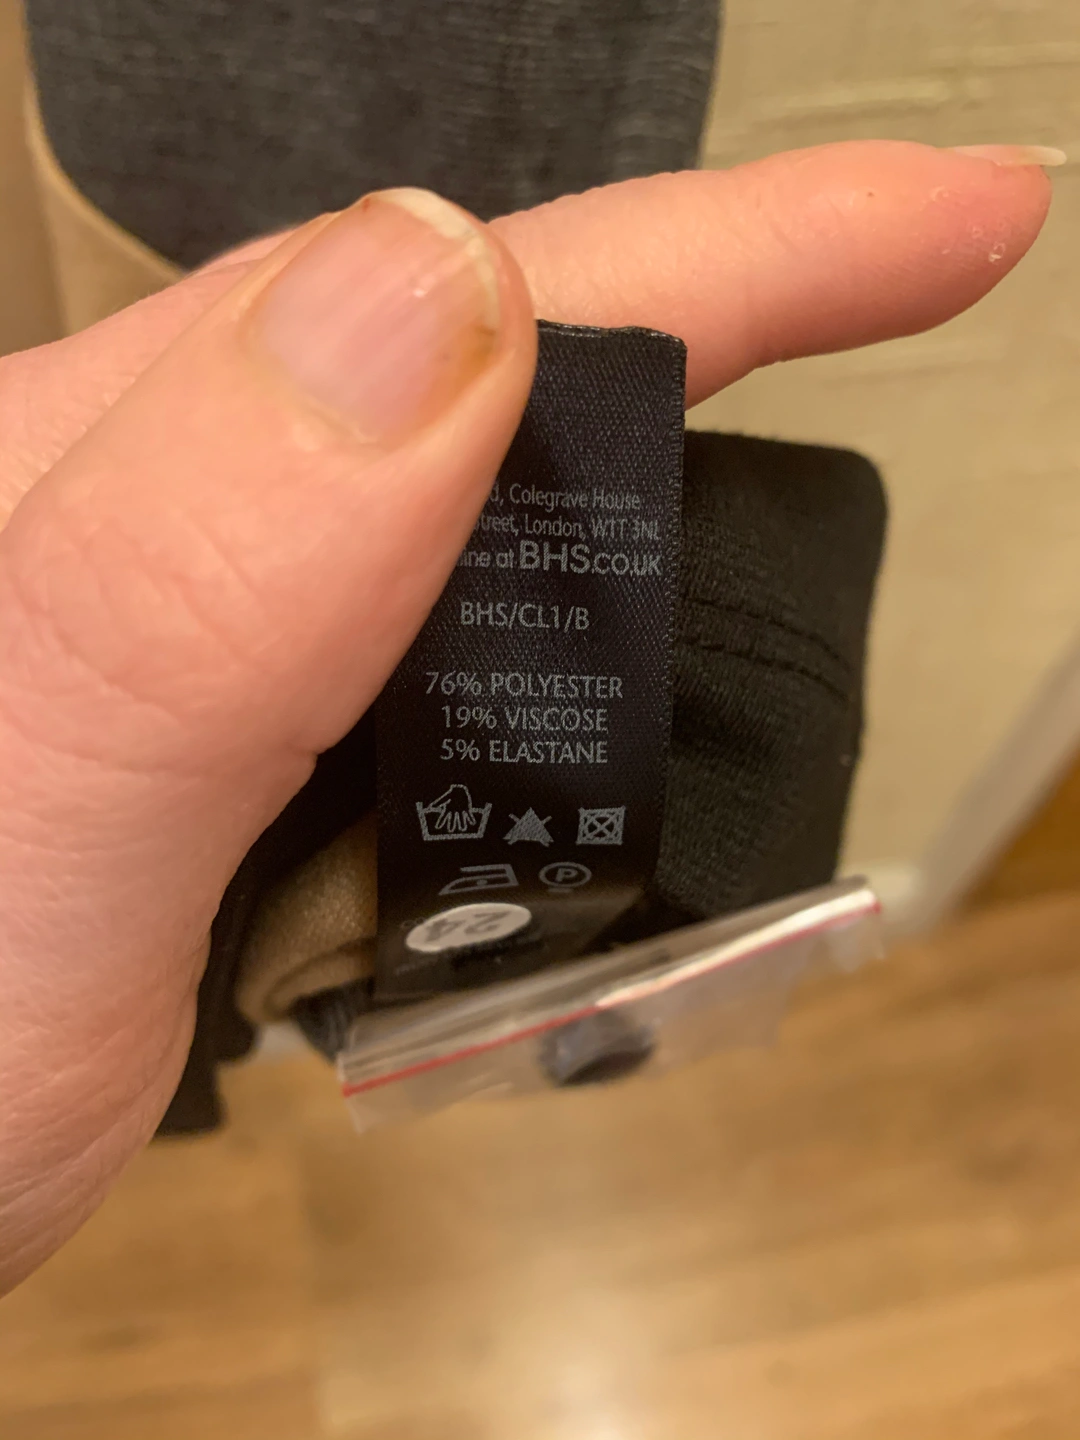 d, Colegrave House
Street, London, W1T 3NL
line at BHS.CO.UK
BHS/CL1/B
76% POLYESTER
19% VISCOSE
5% ELASTANE
P
24